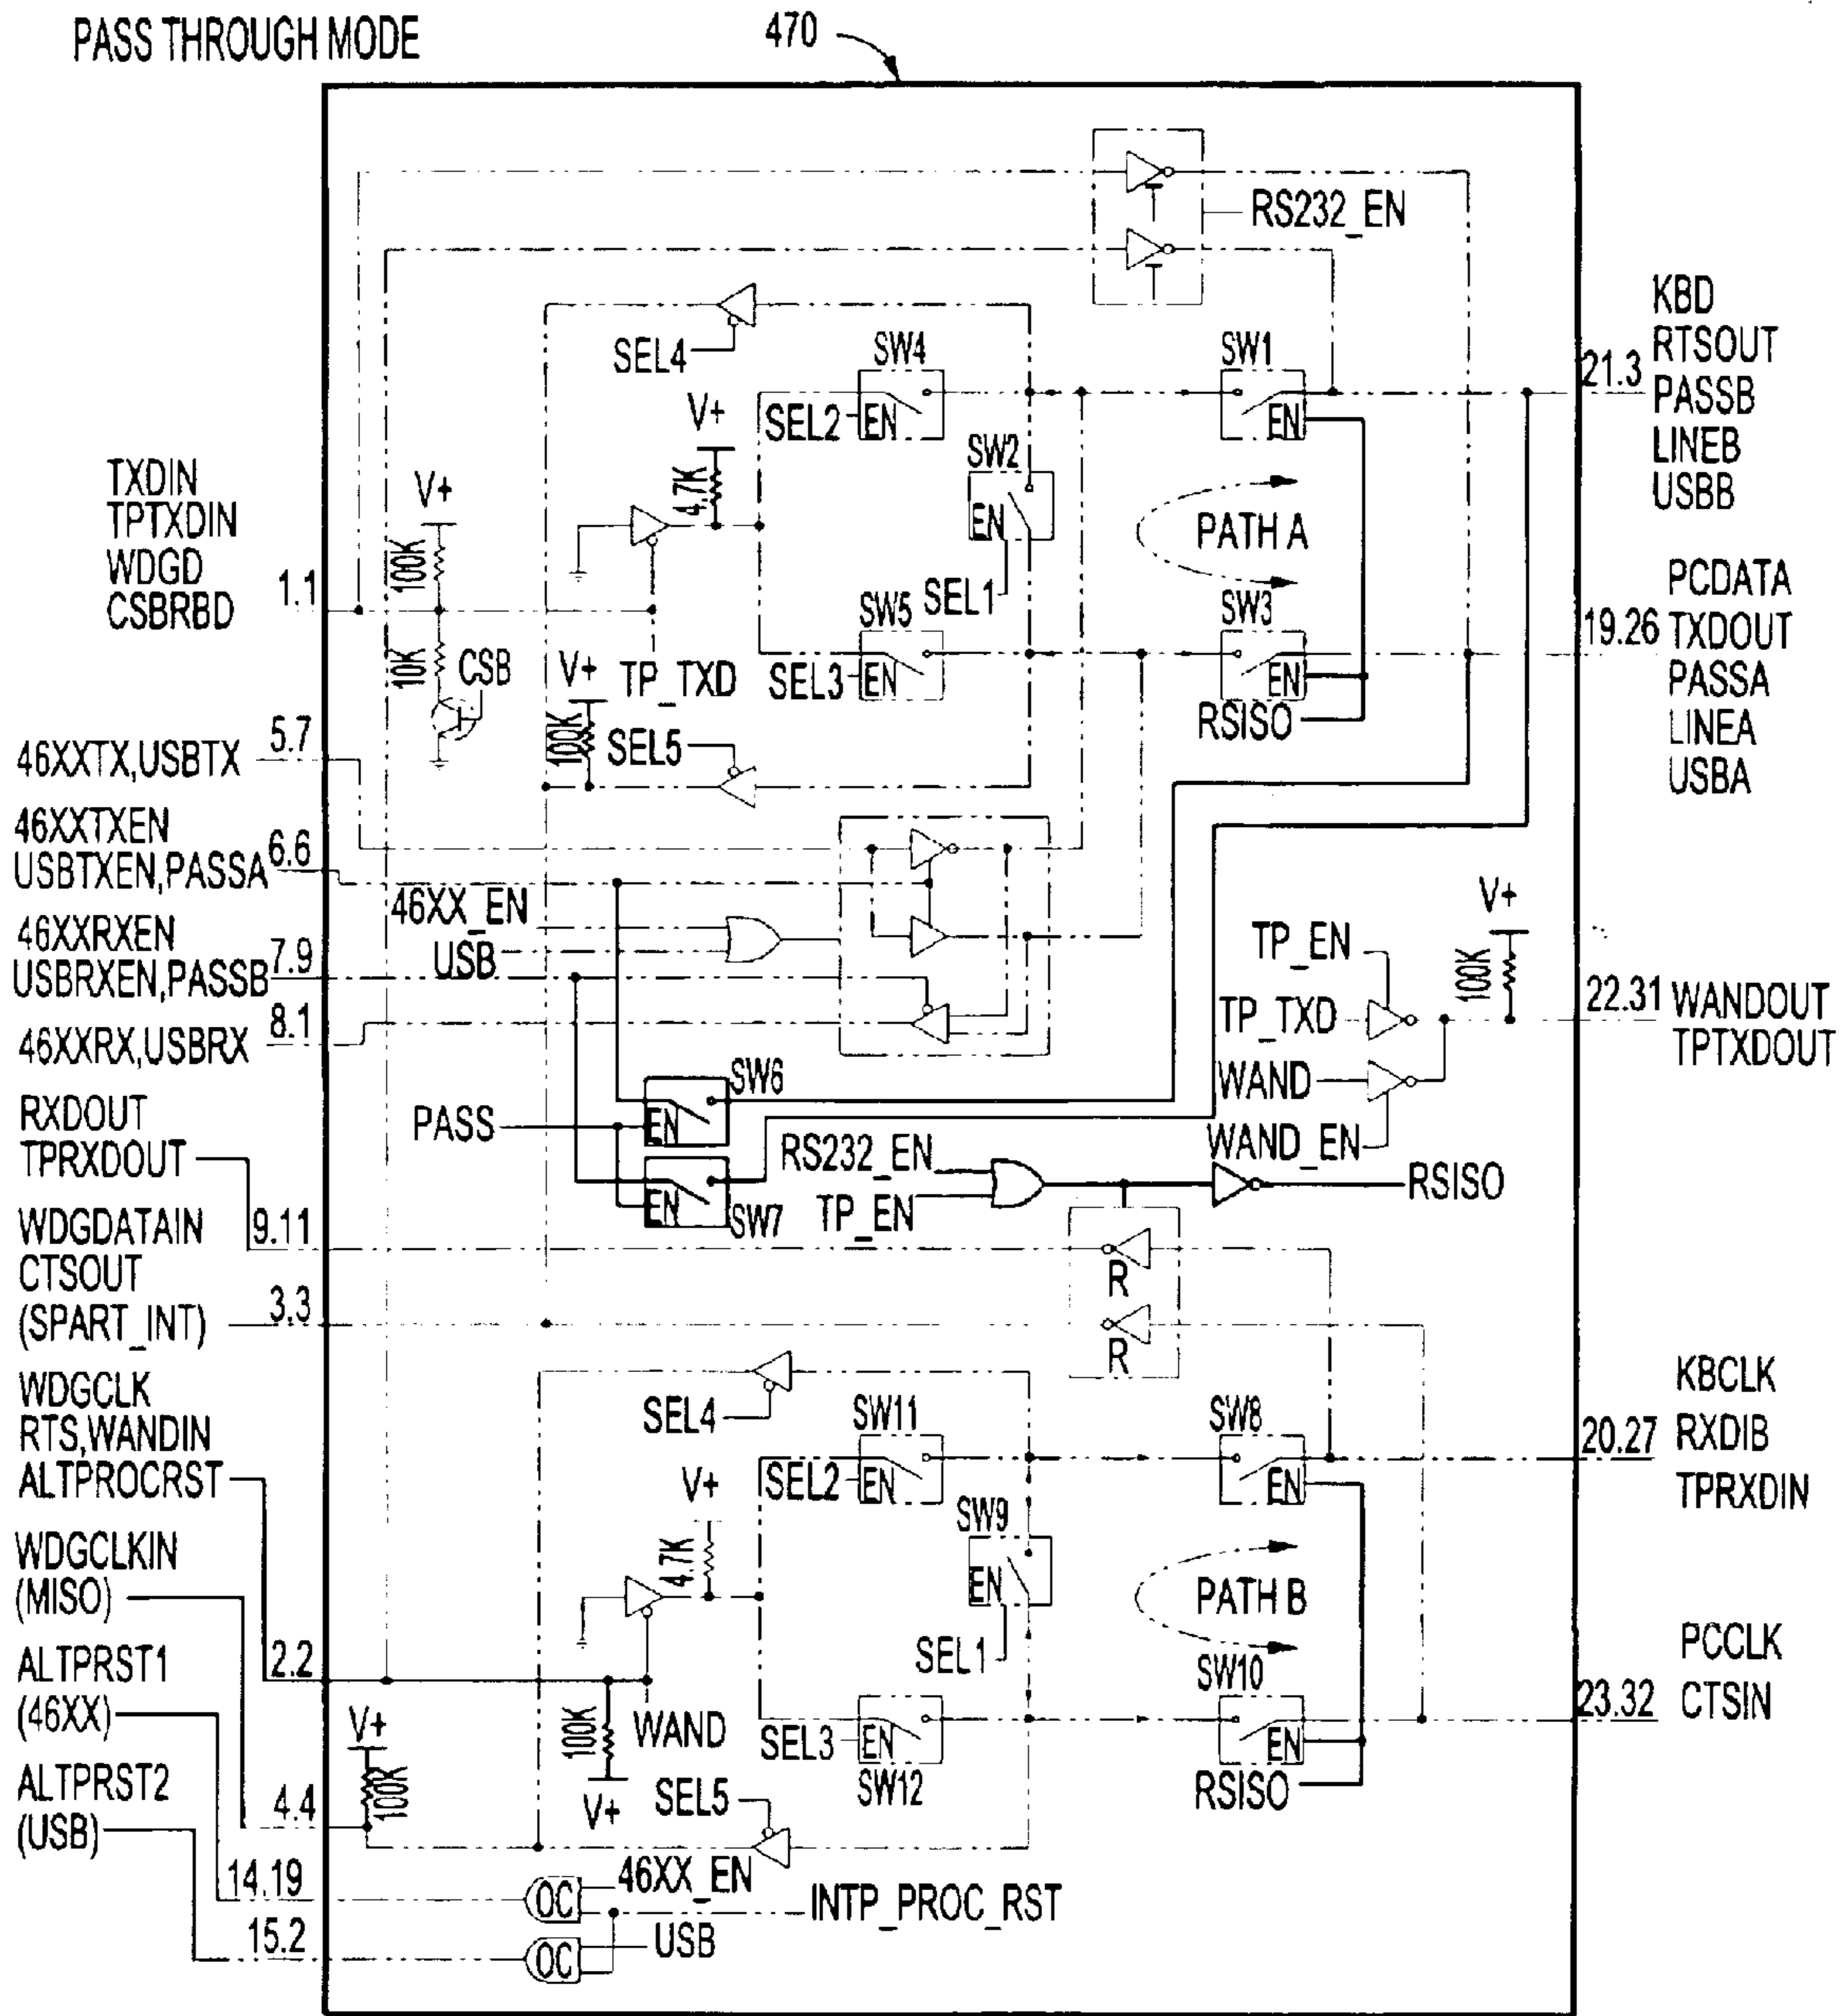 PASS THROUGH MODE
470
RS232_EN
KBD
RTSOUT
PASSB
LINEB
USBB
21.3
SEL4
SW4
SW1
SEL2
EN
EN
V+
4.7K
SW2
EN
SEL1
PATH A
TXDIN
TPTXDIN
WDGD
CSBRBD
1.1
V+
100K
10K
CSB
TP_TXD
SW5
SEL3
EN
SW3
EN
RSISO
PCDATA
TXDOUT
PASSA
LINEA
USBA
19.26
V+
100K
SEL5
46XXTX,USBTX
5.7
46XXTXEN
USBTXEN,PASSA
6.6
46XX_EN
USB
46XXRXEN
USBRXEN,PASSB
7.9
46XXRX,USBRX
8.1
V+
100K
TP_EN
TP_TXD
WAND
WAND_EN
22.31
WANDOUT
TPTXDOUT
PASS
SW6
EN
EN
SW7
RS232_EN
TP_EN
RSISO
RXDOUT
TPRXDOUT
9.11
R
R
WDGDATAIN
CTSOUT
(SPART_INT)
3.3
SEL4
SW11
SW8
SEL2
EN
EN
KBCLK
RXDIB
TPRXDIN
20.27
WDGCLK
RTS,WANDIN
ALTPROCRST
2.2
V+
4.7K
SW9
EN
SEL1
PATH B
WDGCLKIN
(MISO)
4.4
100K
V+
WAND
SEL3
EN
SW12
SW10
EN
RSISO
PCCLK
CTSIN
23.32
V+
100K
SEL5
ALTPRST1
(46XX)
14.19
OC
46XX_EN
INTP_PROC_RST
ALTPRST2
(USB)
15.2
OC
USB